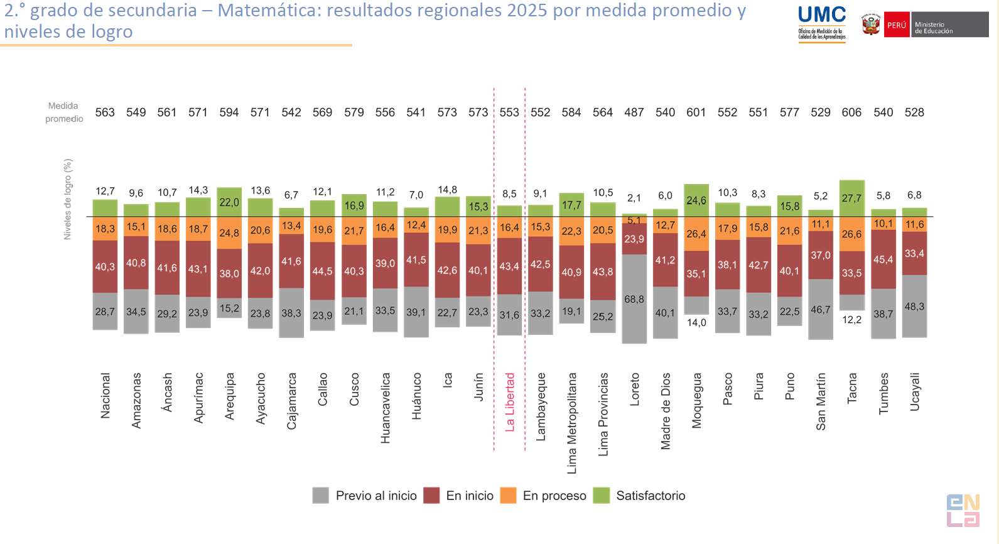 2.° grado de secundaria – Matemática: resultados regionales 2025 por medida promedio y
niveles de logro
UMC
Oficina de Medición de la
Calidad de los Aprendizajes
PERÚ
Ministerio
de Educación
Medida
promedio
563 549 561 571 594 571 542 569 579 556 541 573 573 553 552 584 564 487 540 601 552 551 577 529 606 540 528
Niveles de logro (%)
12,7 9,6 10,7 14,3 22,0 13,6 6,7 12,1 16,9 11,2 7,0 14,8 15,3 8,5 9,1 17,7 10,5 2,1 6,0 24,6 10,3 8,3 15,8 5,2 27,7 5,8 6,8
18,3 15,1 18,6 18,7 24,8 20,6 13,4 19,6 21,7 16,4 12,4 19,9 21,3 16,4 15,3 22,3 20,5 5,1 12,7 26,4 17,9 15,8 21,6 11,1 26,6 10,1 11,6
40,3 40,8 41,6 43,1 38,0 42,0 41,6 44,5 40,3 39,0 41,5 42,6 40,1 43,4 42,5 40,9 43,8 23,9 41,2 35,1 38,1 42,7 40,1 37,0 33,5 45,4 33,4
28,7 34,5 29,2 23,9 15,2 23,8 38,3 23,9 21,1 33,5 39,1 22,7 23,3 31,6 33,2 19,1 25,2 68,8 40,1 14,0 33,7 33,2 22,5 46,7 12,2 38,7 48,3
Nacional
Amazonas
Áncash
Apurímac
Arequipa
Ayacucho
Cajamarca
Callao
Cusco
Huancavelica
Huánuco
Ica
Junín
La Libertad
Lambayeque
Lima Metropolitana
Lima Provincias
Loreto
Madre de Dios
Moquegua
Pasco
Piura
Puno
San Martín
Tacna
Tumbes
Ucayali
Previo al inicio En inicio En proceso Satisfactorio
EN
LA